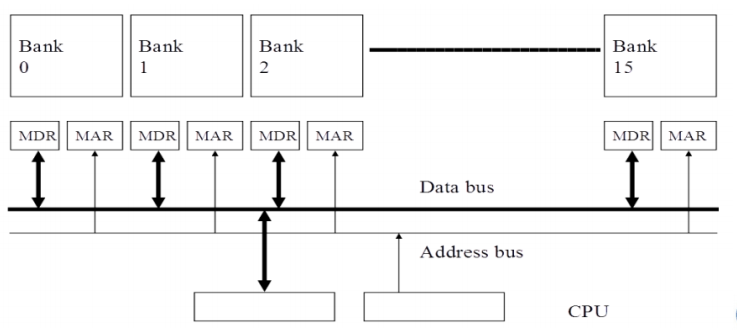 Bank
0
Bank
1
Bank
2
Bank
15
MDR
MAR
MDR
MAR
MDR
MAR
MDR
MAR
Data bus
Address bus
CPU